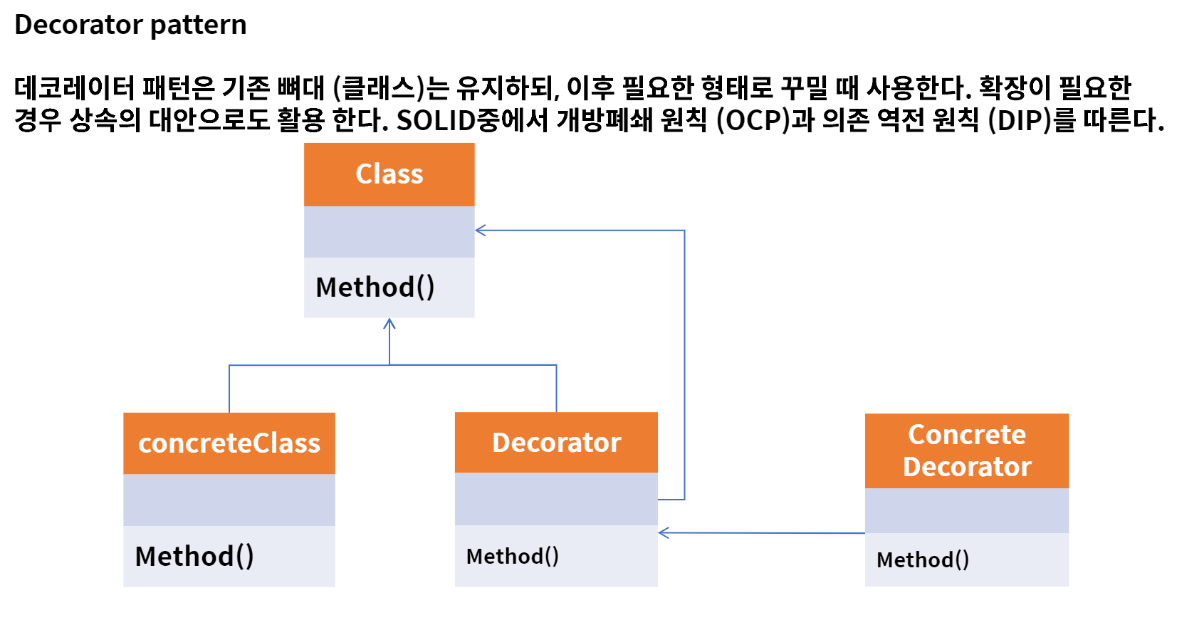 Decorator pattern
데코레이터 패턴은 기존 뼈대 (클래스)는 유지하되, 이후 필요한 형태로 꾸밀 때 사용한다. 확장이 필요한
경우 상속의 대안으로도 활용 한다. SOLID중에서 개방폐쇄 원칙 (OCP)과 의존 역전 원칙 (DIP)를 따른다.
Class
Method()
concreteClass
Method()
Decorator
Method()
Concrete
Decorator
Method()